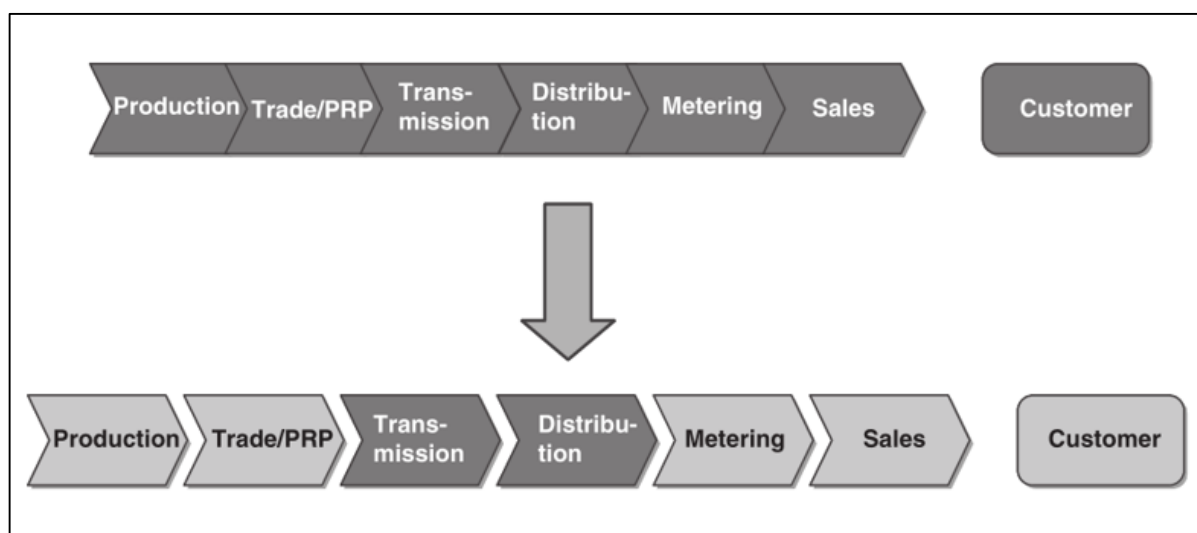 Production
Trade/PRP
Trans-
mission
Distribu-
tion
Metering
Sales
Customer
Production
Trade/PRP
Trans-
mission
Distribu-
tion
Metering
Sales
Customer